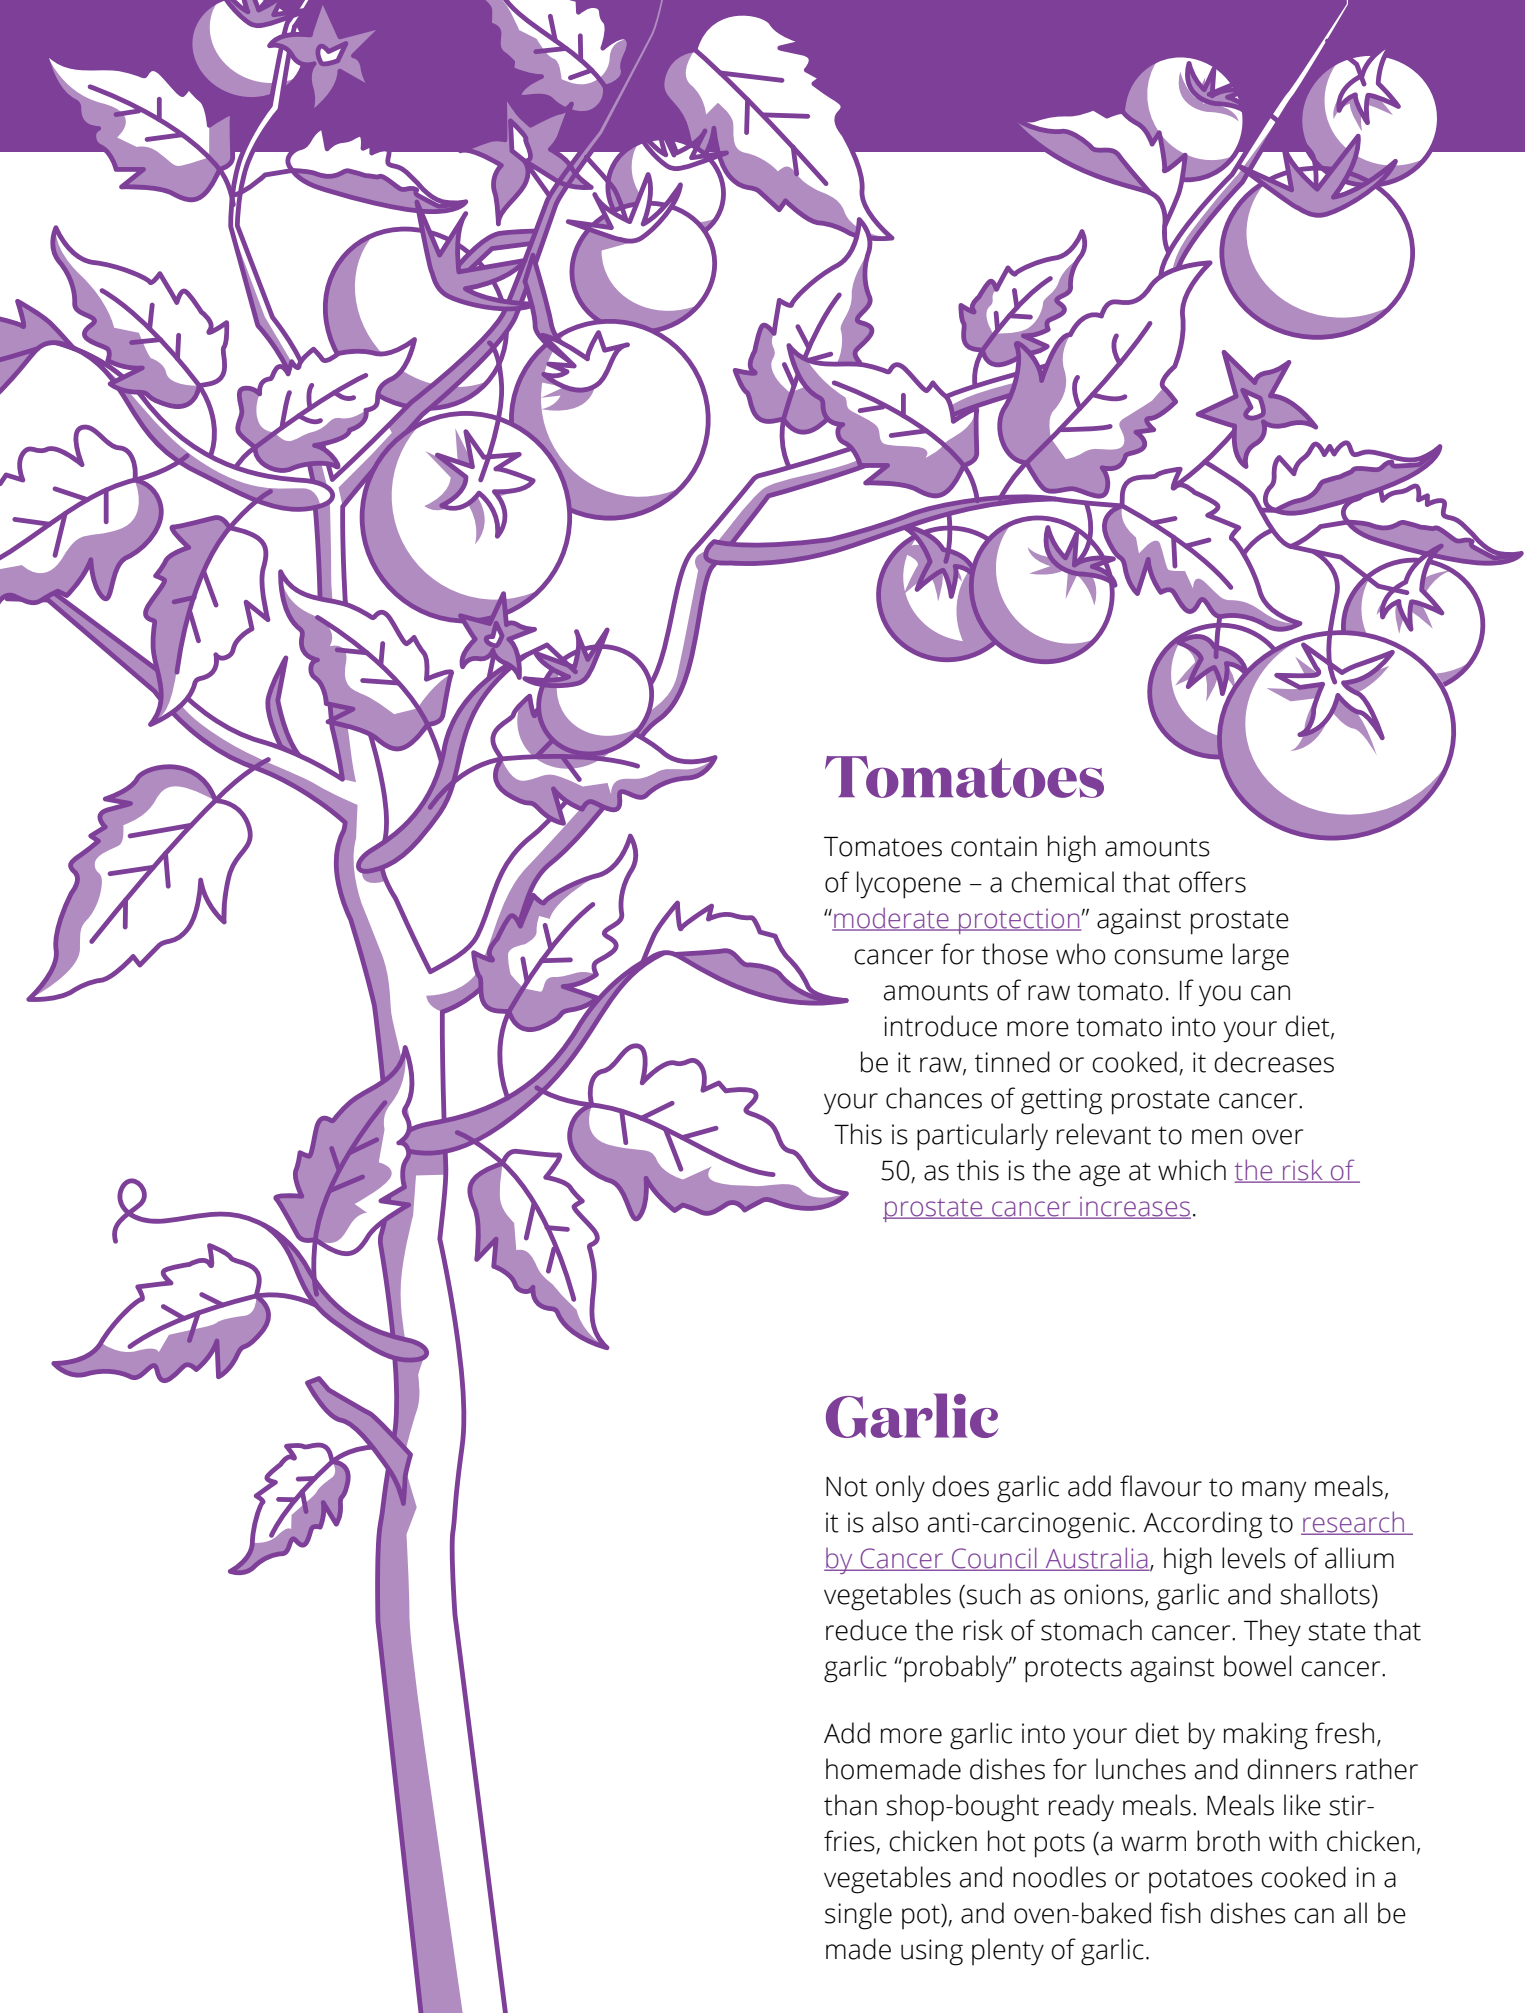 Tomatoes
Tomatoes contain high amounts
of lycopene – a chemical that offers
“moderate protection” against prostate
cancer for those who consume large
amounts of raw tomato. If you can
introduce more tomato into your diet,
be it raw, tinned or cooked, it decreases
your chances of getting prostate cancer.
This is particularly relevant to men over
50, as this is the age at which the risk of
prostate cancer increases.
Garlic
Not only does garlic add flavour to many meals,
it is also anti-carcinogenic. According to research
by Cancer Council Australia, high levels of allium
vegetables (such as onions, garlic and shallots)
reduce the risk of stomach cancer. They state that
garlic “probably” protects against bowel cancer.
Add more garlic into your diet by making fresh,
homemade dishes for lunches and dinners rather
than shop-bought ready meals. Meals like stir-
fries, chicken hot pots (a warm broth with chicken,
vegetables and noodles or potatoes cooked in a
single pot), and oven-baked fish dishes can all be
made using plenty of garlic.